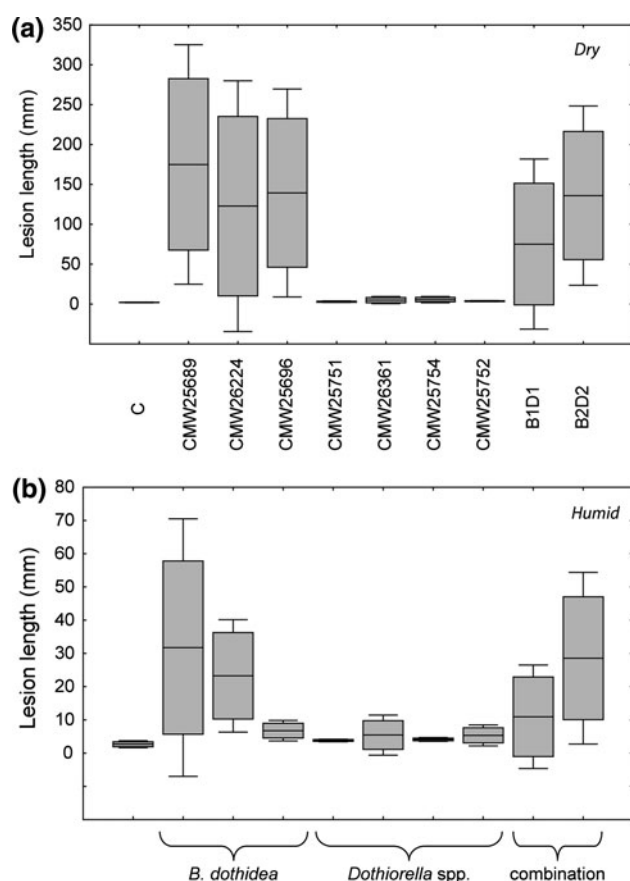 (a)
Dry
Lesion length (mm)
350
300
250
200
150
100
50
0
C
CMW25689
CMW26224
CMW25696
CMW25751
CMW26361
CMW25754
CMW25752
B1D1
B2D2
(b)
Humid
Lesion length (mm)
80
70
60
50
40
30
20
10
0
B. dothidea
Dothiorella spp.
combination